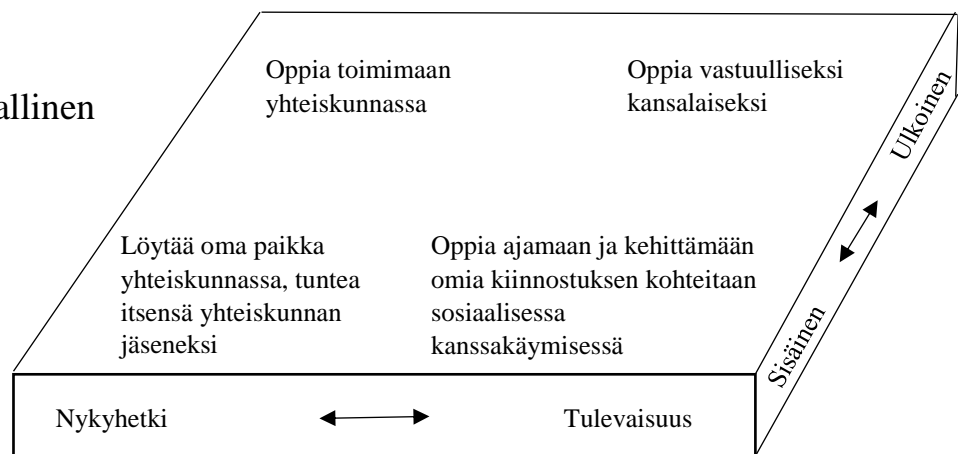 Oppia toimimaan
yhteiskunnassa
Oppia vastuulliseksi
kansalaiseksi
allinen
Ulkoinen
Löytää oma paikka
yhteiskunnassa, tuntea
itsensä yhteiskunnan
jäseneksi
Oppia ajamaan ja kehittämään
omia kiinnostuksen kohteitaan
sosiaalisessa
kanssakäymisessä
Sisäinen
Nykyhetki
Tulevaisuus